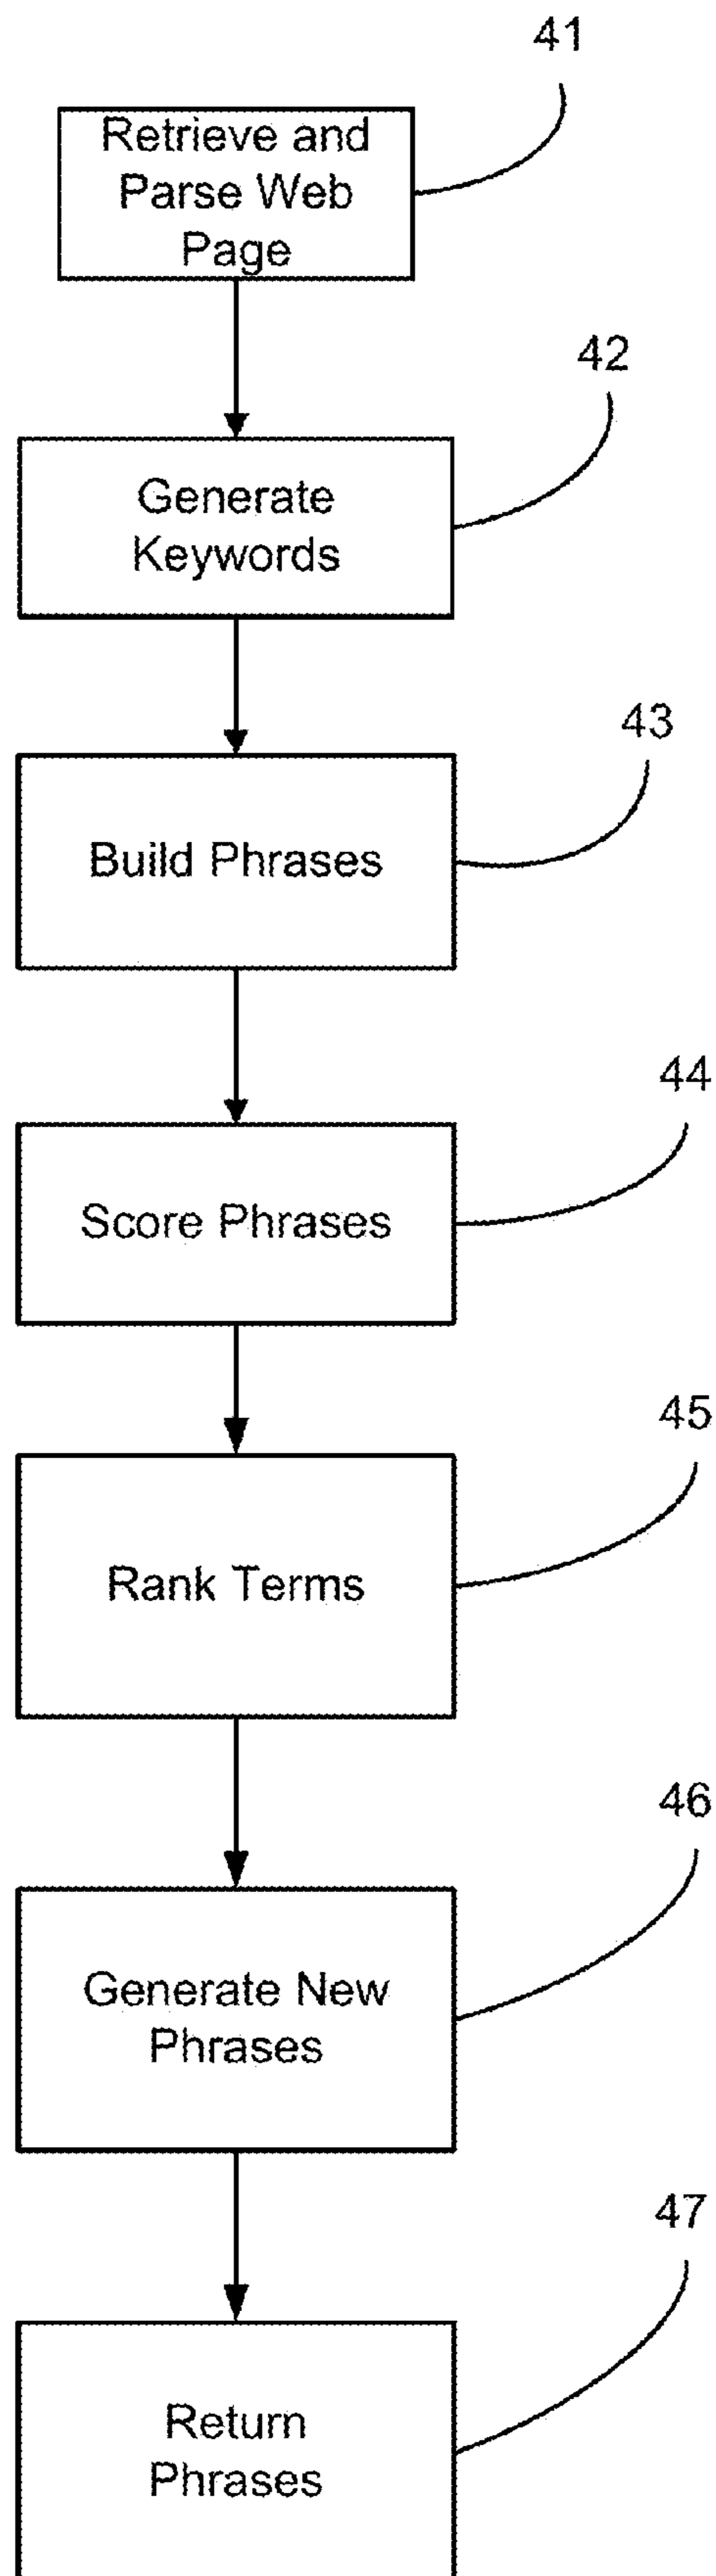 41
Retrieve and
Parse Web
Page
42
Generate
Keywords
43
Build Phrases
44
Score Phrases
45
Rank Terms
46
Generate New
Phrases
47
Return
Phrases